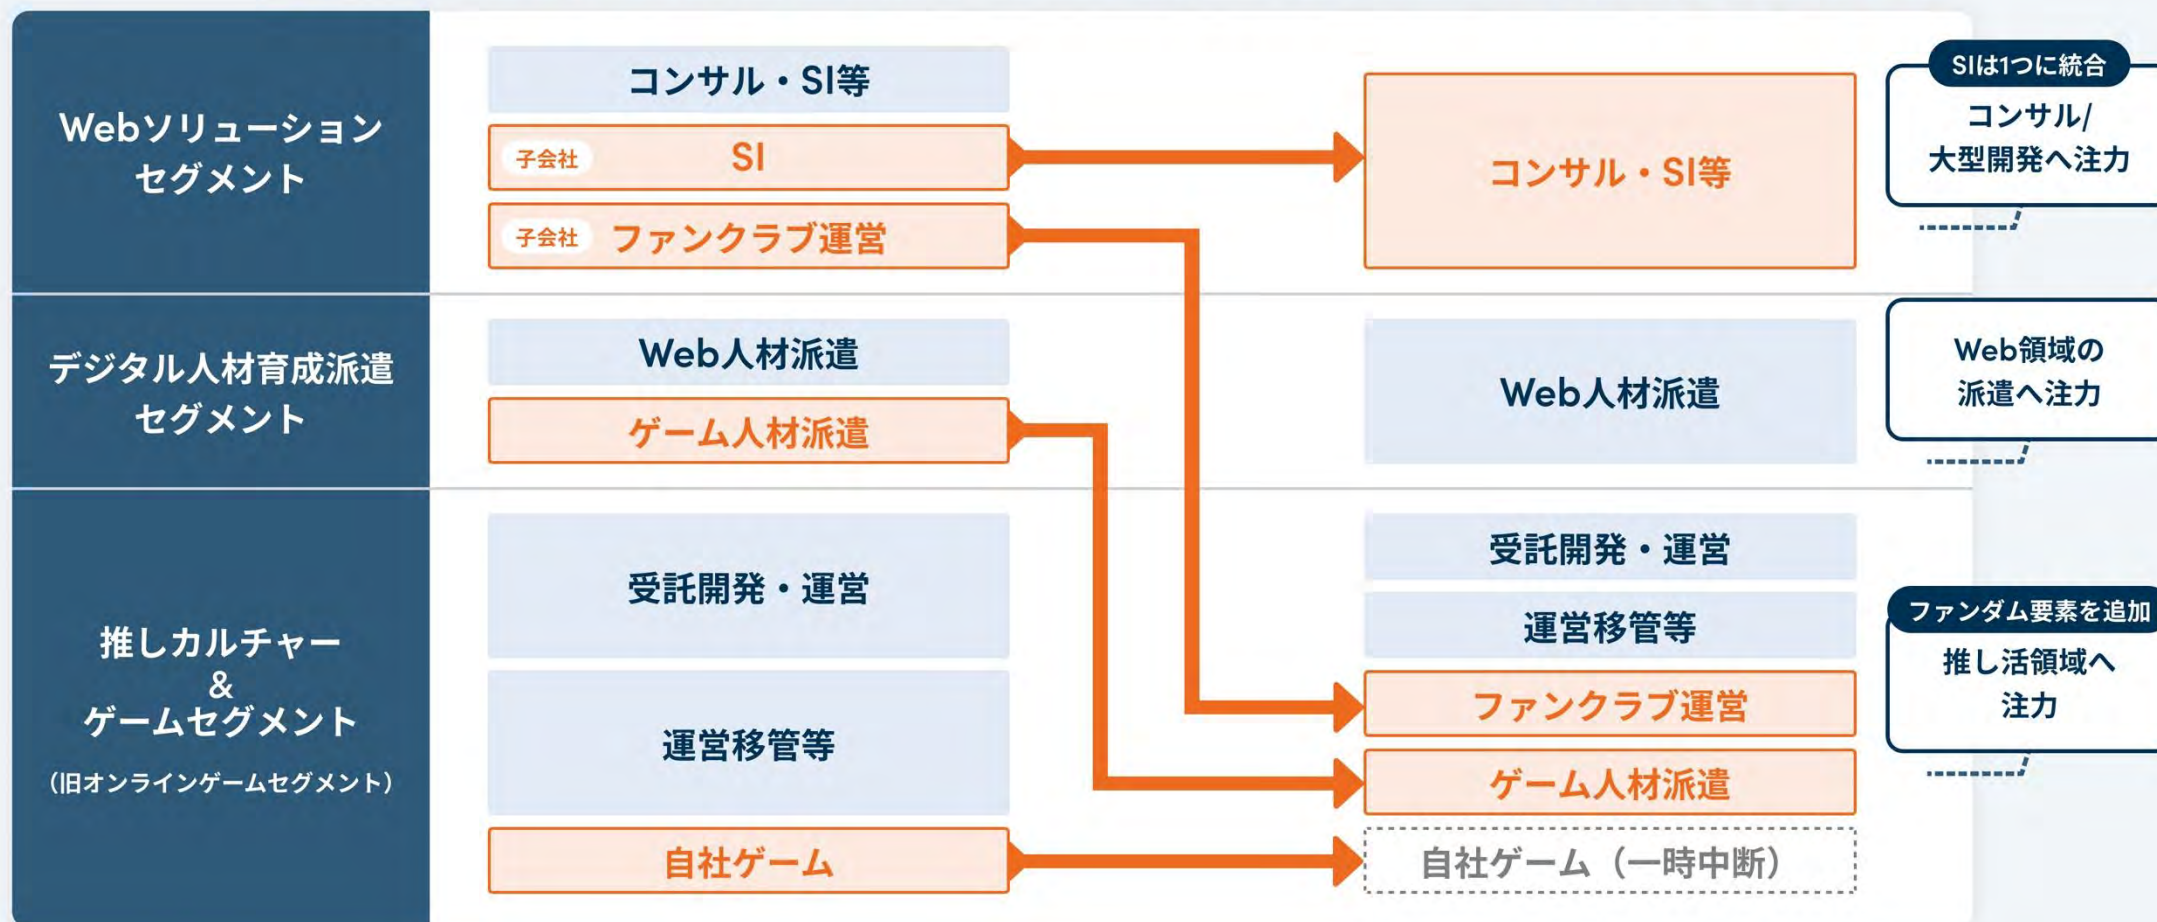 Webソリューション
セグメント
コンサル・SI等
子会社 SI
子会社 ファンクラブ運営
コンサル・SI等
SIは1つに統合
コンサル/
大型開発へ注力
デジタル人材育成派遣
セグメント
Web人材派遣
ゲーム人材派遣
Web人材派遣
Web領域の
派遣へ注力
推しカルチャー
&
ゲームセグメント
（旧オンラインゲームセグメント）
受託開発・運営
運営移管等
自社ゲーム
受託開発・運営
運営移管等
ファンクラブ運営
ゲーム人材派遣
自社ゲーム（一時中断）
ファンダム要素を追加
推し活領域へ
注力